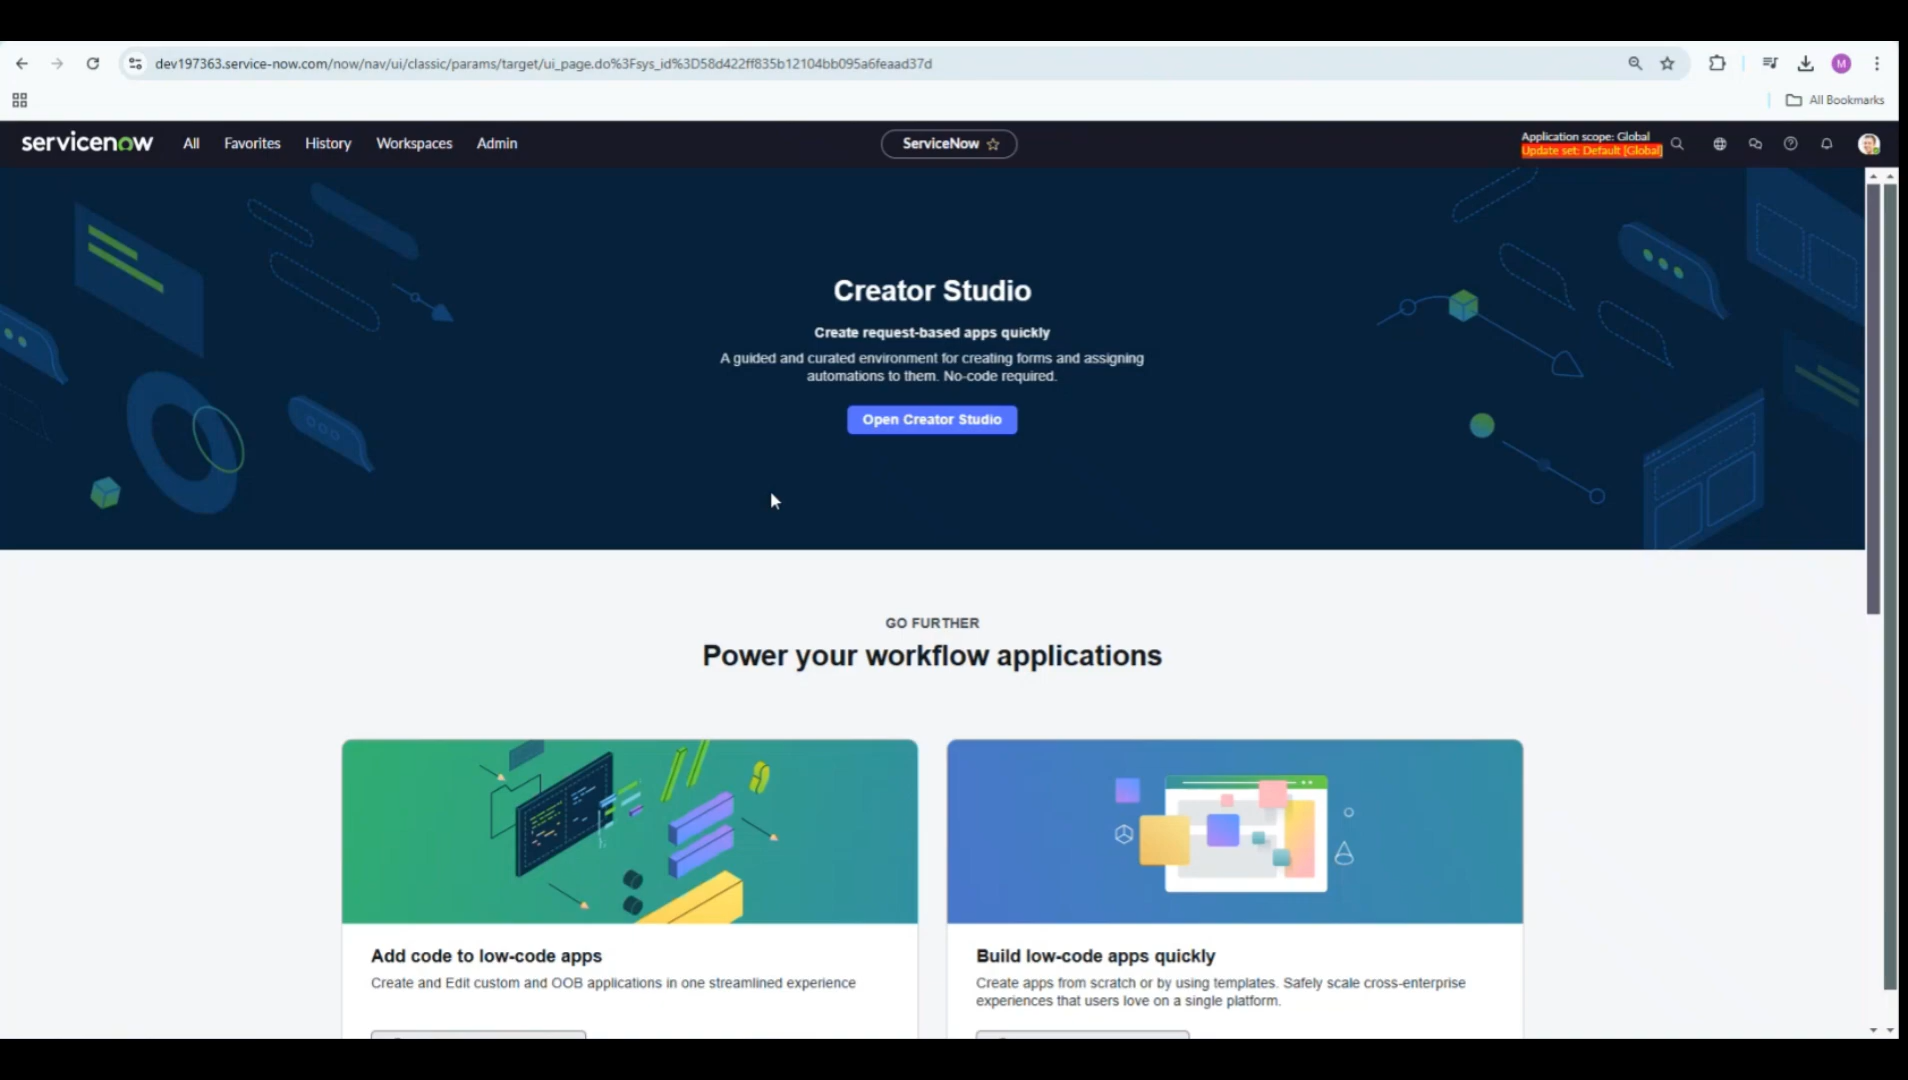 dev197363.service-now.com/now/nav/ui/classic/params/target/ui_page.do%3Fsys_id%3D58d422ff835b12104bb095a6feaad37d
M
All Bookmarks
servicenow
All
Favorites
History
Workspaces
Admin
ServiceNow
Application scope: Global
Update set: Default [Global]
Creator Studio
Create request-based apps quickly
A guided and curated environment for creating forms and assigning
automations to them. No-code required.
Open Creator Studio
GO FURTHER
Power your workflow applications
Add code to low-code apps
Create and Edit custom and OOB applications in one streamlined experience
Build low-code apps quickly
Create apps from scratch or by using templates. Safely scale cross-enterprise
experiences that users love on a single platform.